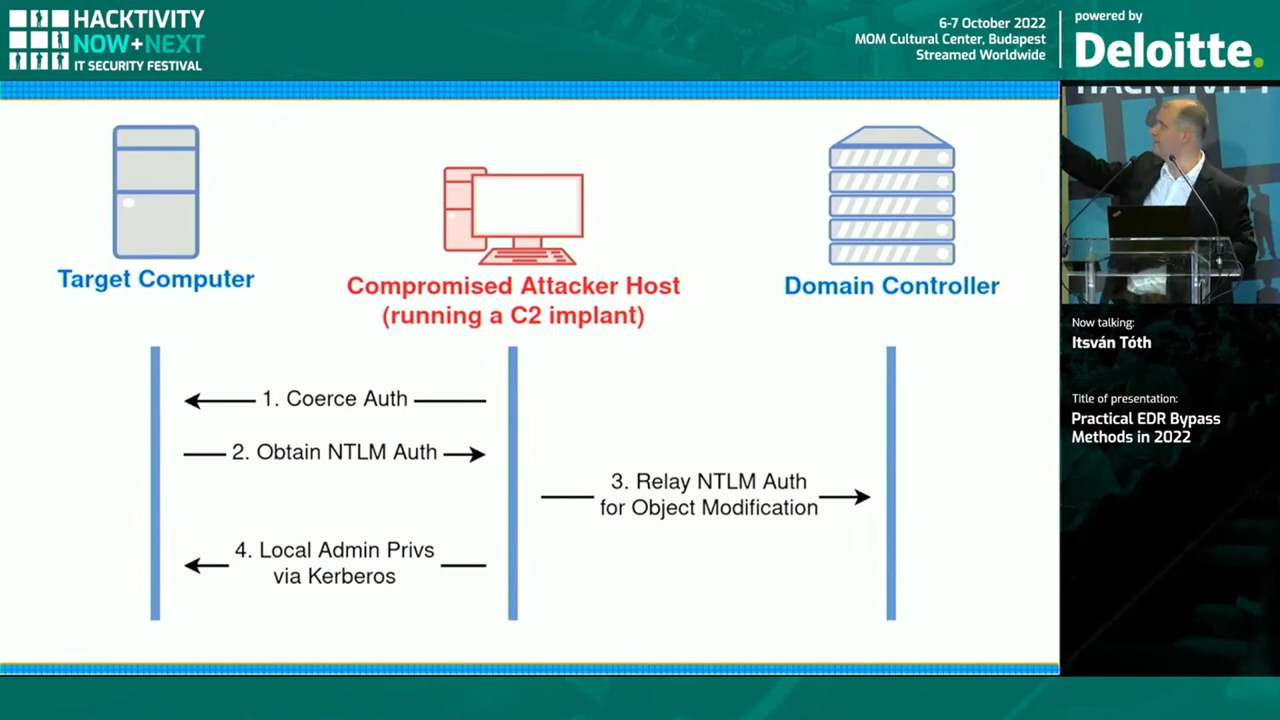 HACKTIVITY
NOW+NEXT
IT SECURITY FESTIVAL
6-7 October 2022
MOM Cultural Center, Budapest
Streamed Worldwide
powered by
Deloitte.
HACKTIVITY
Target Computer
Compromised Attacker Host
(running a C2 implant)
Domain Controller
1. Coerce Auth
2. Obtain NTLM Auth
3. Relay NTLM Auth
for Object Modification
4. Local Admin Privs
via Kerberos
Now talking:
Itsván Tóth
Title of presentation:
Practical EDR Bypass
Methods in 2022